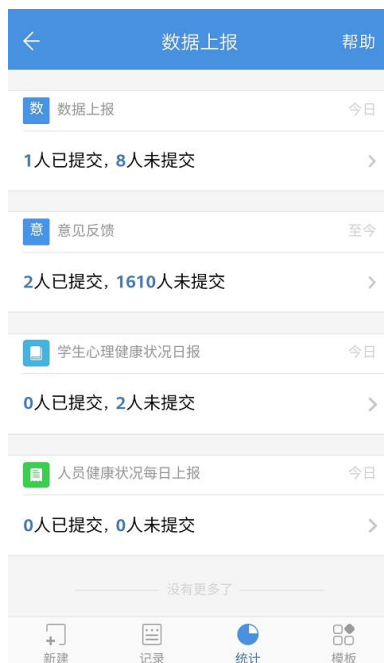 数据上报
帮助
数 数据上报 今日
1人已提交, 8人未提交
意 意见反馈 至今
2人已提交, 1610人未提交
学生心理健康状况日报 今日
0人已提交, 2人未提交
人员健康状况每日上报 今日
0人已提交, 0人未提交
没有更多了
新建 记录 统计 模板